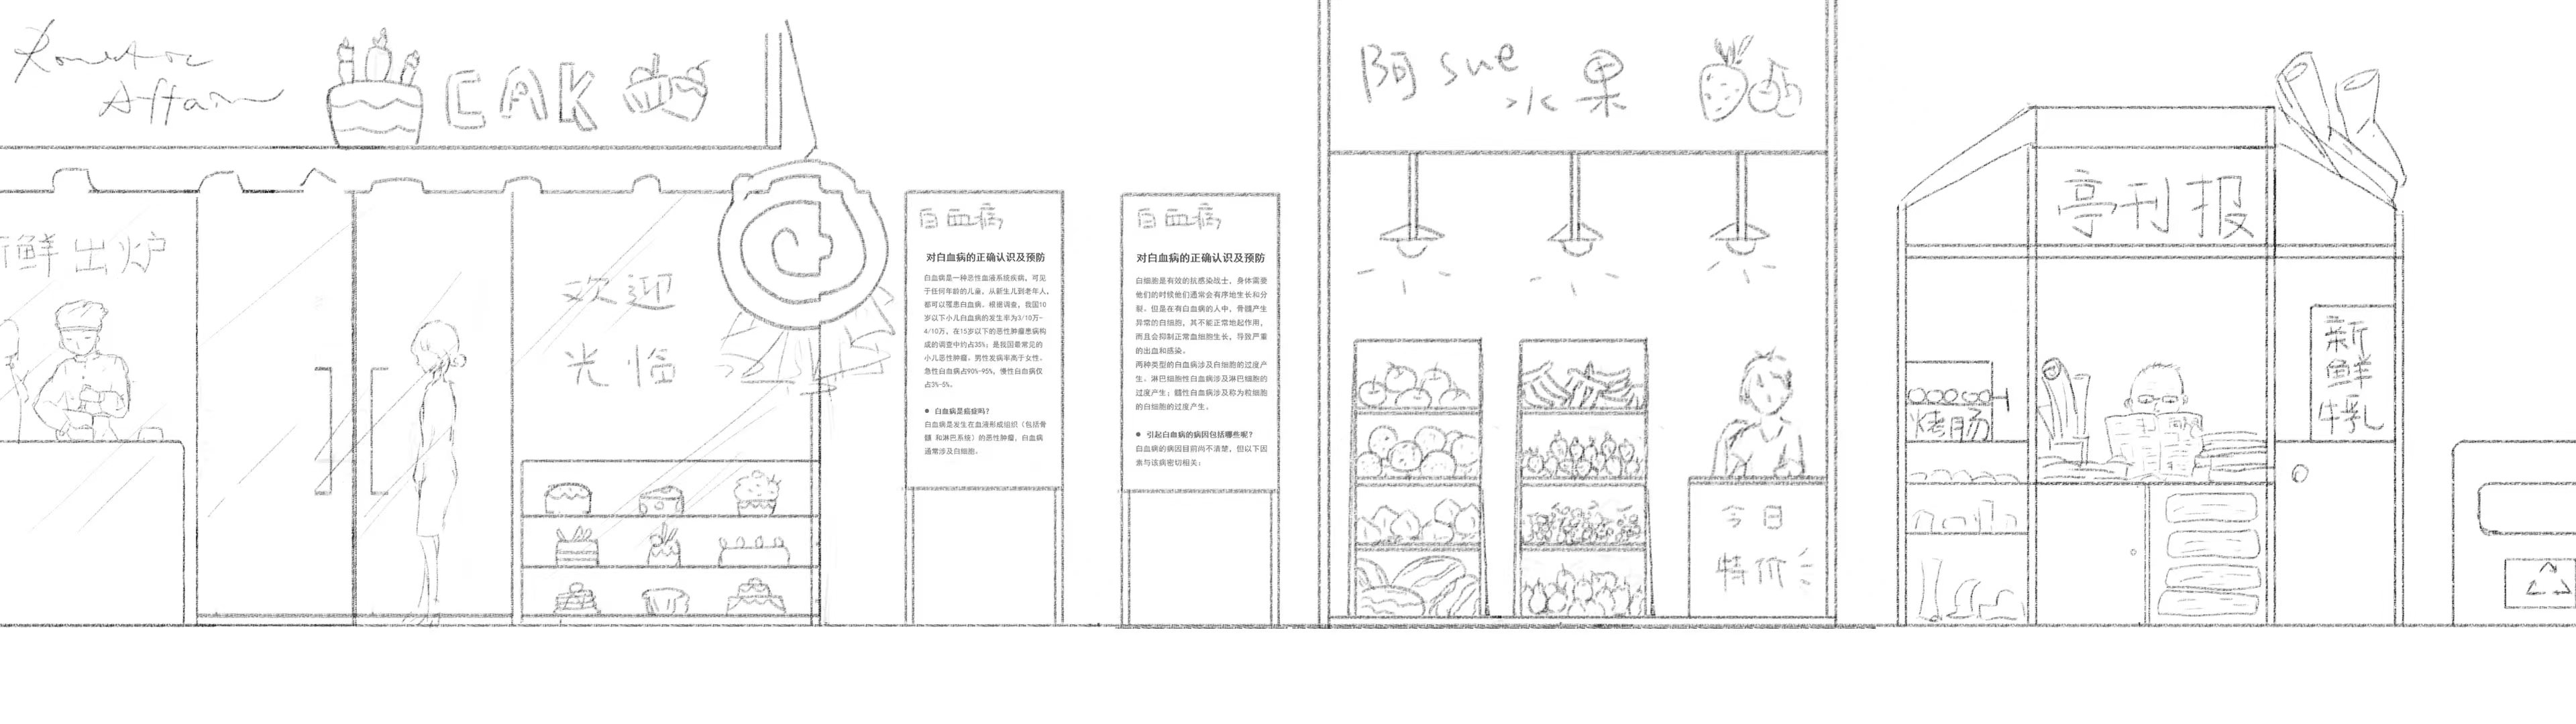 Affair
CAK
鲜出炉
欢迎
光临
白血病
对白血病的正确认识及预防
白血病是一种恶性血液系统疾病，可见
于任何年龄的儿童，从新生儿到老年人，
都可以罹患白血病。根据调查，我国10
岁以下小儿白血病的发生率为3/10万-
4/10万，在15岁以下的恶性肿瘤患病构
成的调查中约占35%；是我国最常见的
小儿恶性肿瘤。男性发病率高于女性。
急性白血病占90%-95%，慢性白血病仅
占3%-5%。
● 白血病是癌症吗？
白血病是发生在血液形成组织（包括骨
髓 和淋巴系统）的恶性肿瘤，白血病
通常涉及白细胞。
白血病
对白血病的正确认识及预防
白细胞是有效的抗感染战士，身体需要
他们的时候他们通常会有序地生长和分
裂。但是在有白血病的人中，骨髓产生
异常的白细胞，其不能正常地起作用，
而且会抑制正常血细胞生长，导致严重
的出血和感染。
两种类型的白血病涉及白细胞的过度产
生。淋巴细胞性白血病涉及淋巴细胞的
过度产生；髓性白血病涉及称为粒细胞
的白细胞的过度产生。
● 引起白血病的病因包括哪些呢？
白血病的病因目前尚不清楚，但以下因
素与该病密切相关：
阿Sue
水果
今日
特价
亭刊报
烤肠
新
鲜
牛乳